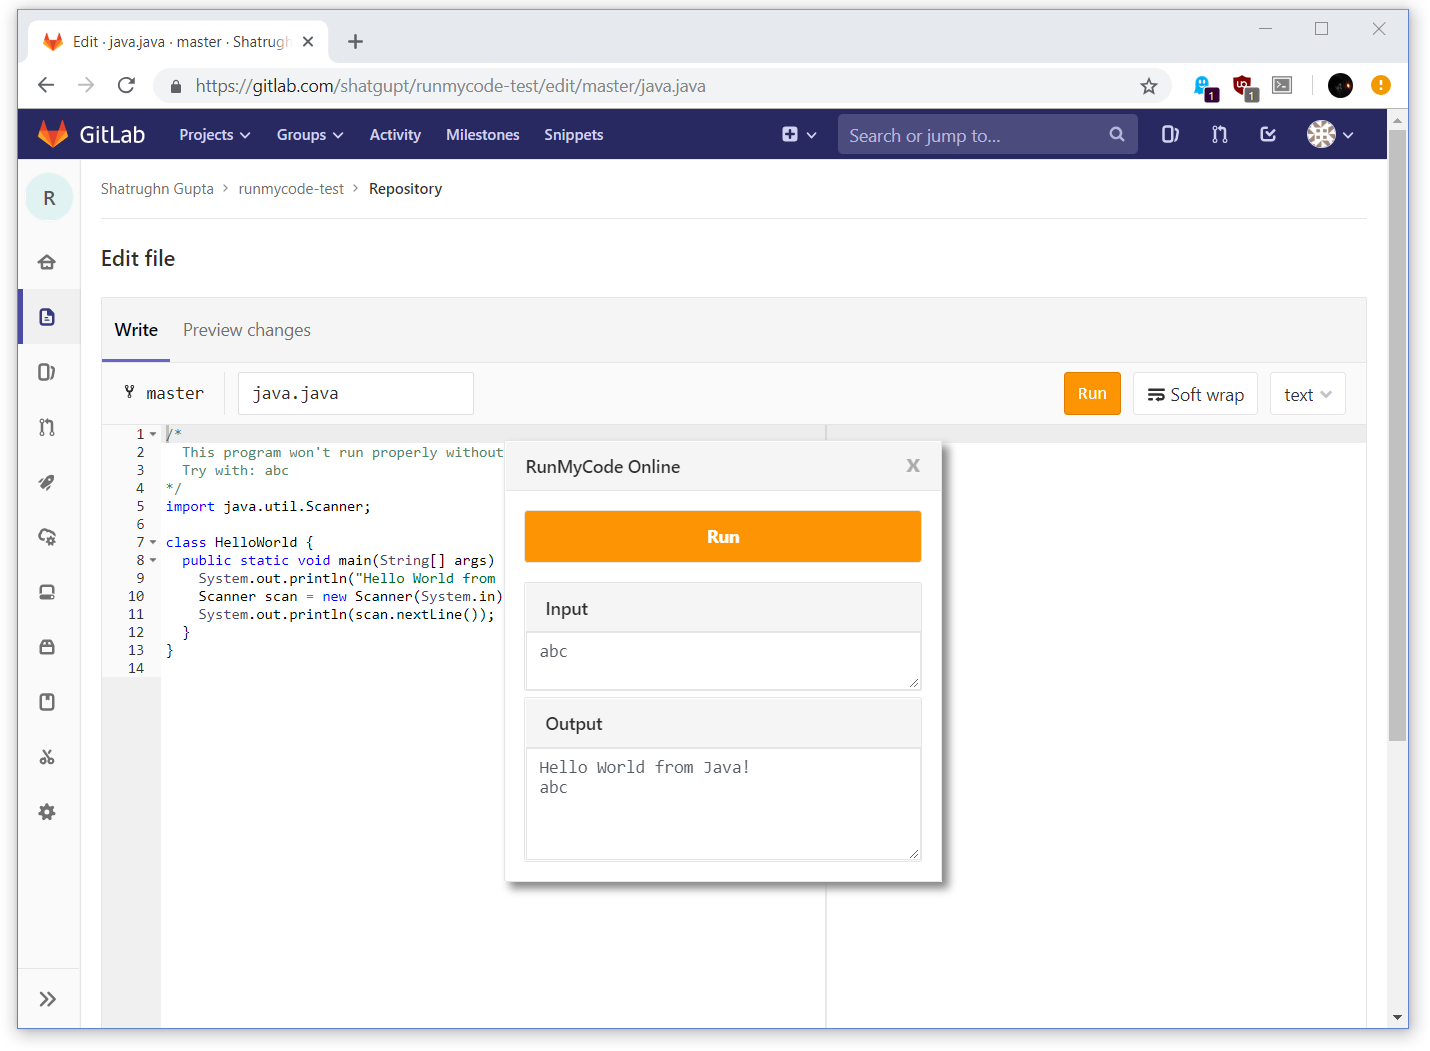 Edit · java.java · master · Shatrugh
https://gitlab.com/shatgupt/runmycode-test/edit/master/java.java
1
1
GitLab
Projects
Groups
Activity
Milestones
Snippets
Search or jump to...
R
Shatrughn Gupta > runmycode-test > Repository
Edit file
Write
Preview changes
master
java.java
Run
Soft wrap
text
1 /*
2 This program won't run properly without
3 Try with: abc
4 */
5 import java.util.Scanner;
6
7 class HelloWorld {
8 public static void main(String[] args)
9 System.out.println("Hello World from
10 Scanner scan = new Scanner(System.in)
11 System.out.println(scan.nextLine());
12 }
13 }
14
RunMyCode Online
X
Run
Input
abc
Output
Hello World from Java!
abc